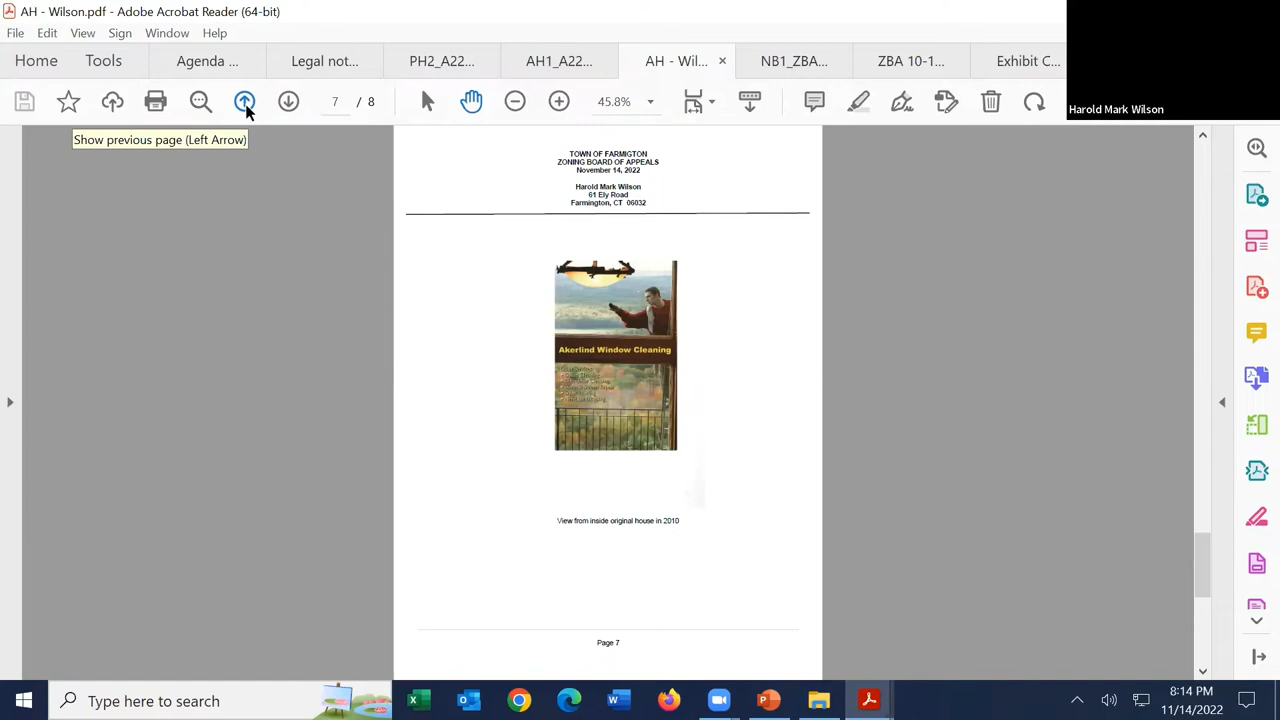 AH - Wilson.pdf - Adobe Acrobat Reader (64-bit)
File Edit View Sign Window Help
Home Tools Agenda ... Legal not... PH2_A22... AH1_A22... AH - Wil... NB1_ZBA... ZBA 10-1... Exhibit C...
7 / 8 45.8%
Harold Mark Wilson
Show previous page (Left Arrow)
TOWN OF FARMIGTON
ZONING BOARD OF APPEALS
November 14, 2022
Harold Mark Wilson
61 Ely Road
Farmington, CT 06032
Akerlind Window Cleaning
View from inside original house in 2010
Page 7
Type here to search
8:14 PM
11/14/2022